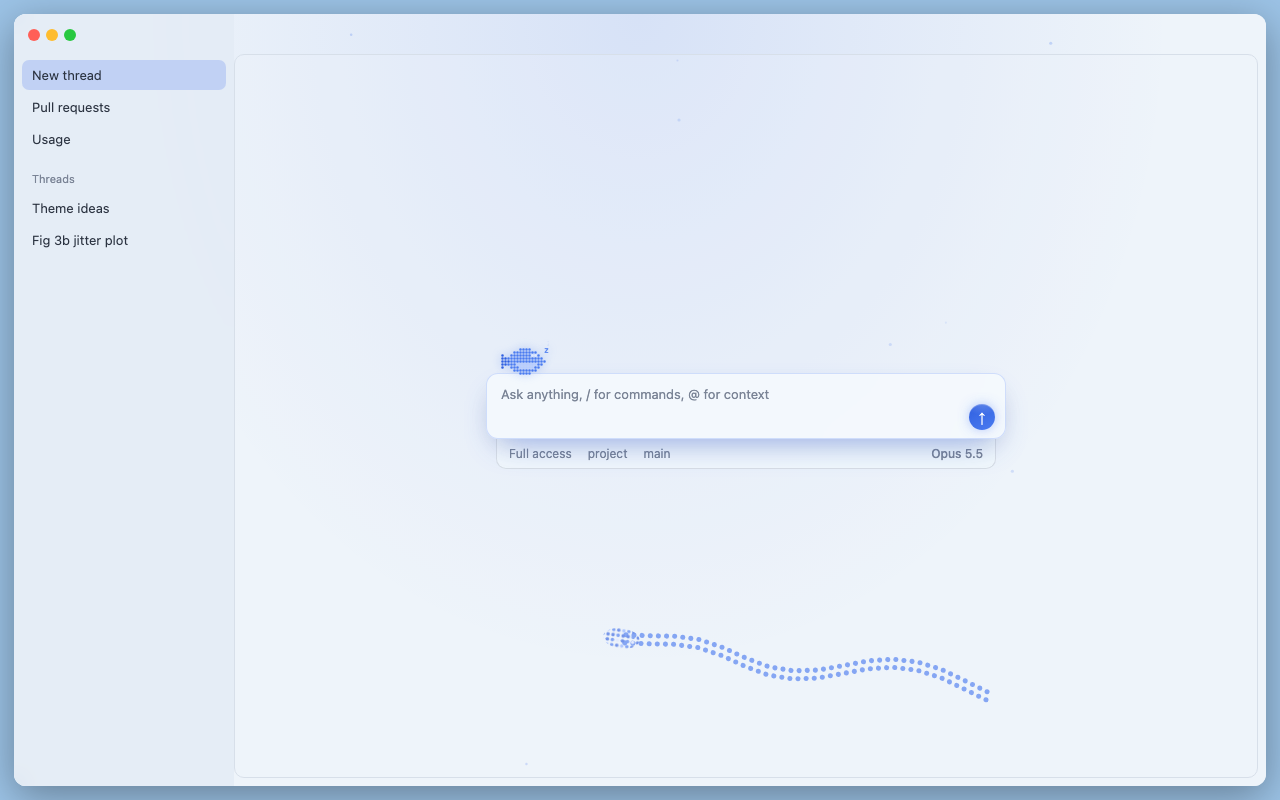 New thread
Pull requests
Usage
Threads
Theme ideas
Fig 3b jitter plot
z
Ask anything, / for commands, @ for context
↑
Full access project main Opus 5.5